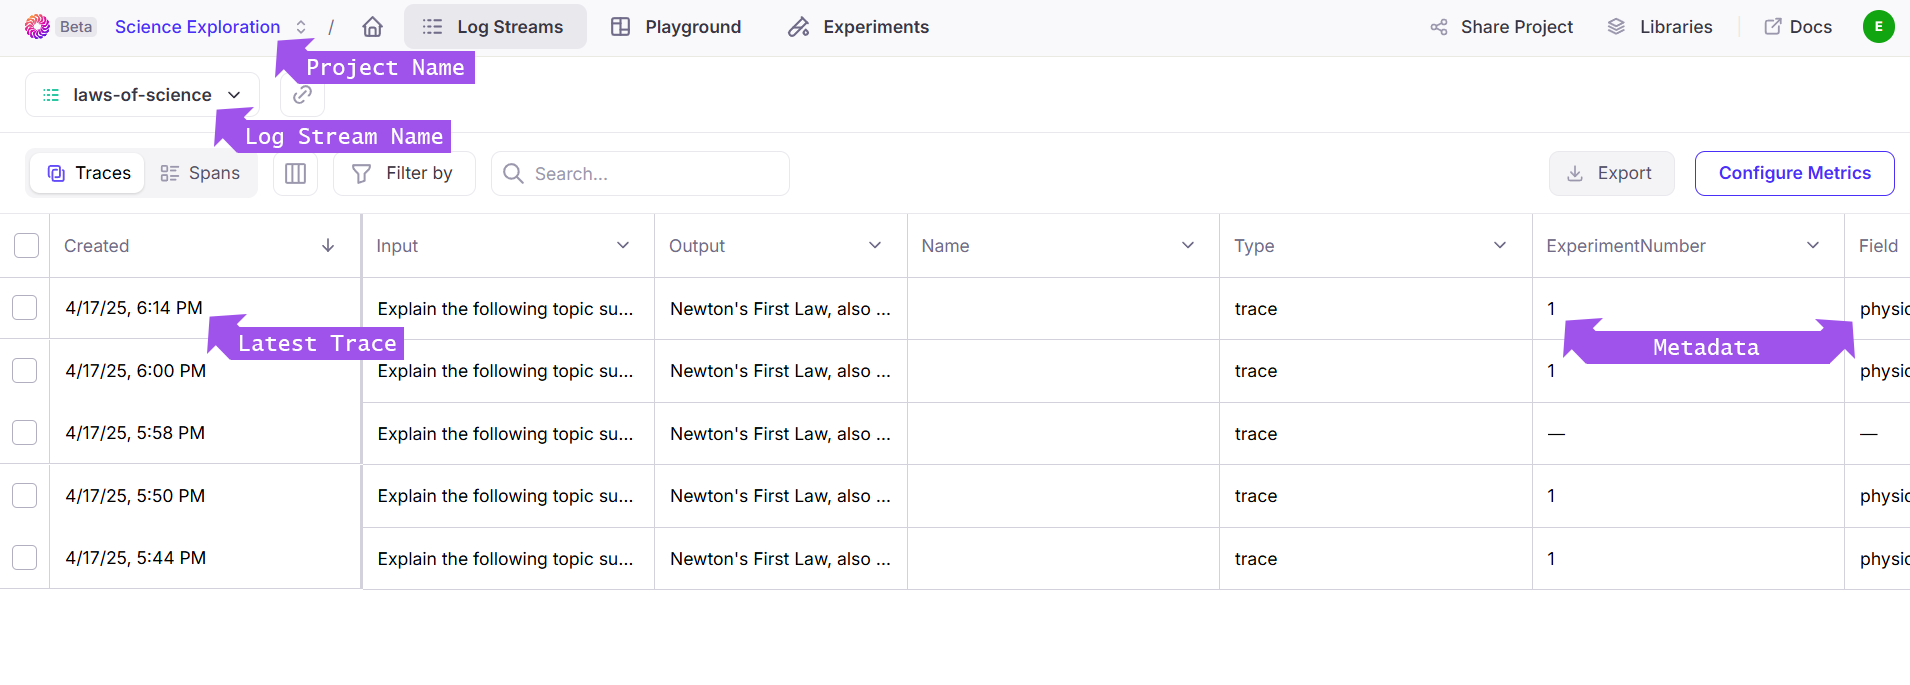 Beta Science Exploration / Log Streams Playground Experiments Share Project Libraries Docs E
Project Name
laws-of-science
Log Stream Name
Traces Spans Filter by Search... Export Configure Metrics
Created Input Output Name Type ExperimentNumber Field
4/17/25, 6:14 PM Explain the following topic su... Newton's First Law, also ... trace 1 physic
Latest Trace Metadata
4/17/25, 6:00 PM Explain the following topic su... Newton's First Law, also ... trace 1 physic
4/17/25, 5:58 PM Explain the following topic su... Newton's First Law, also ... trace — —
4/17/25, 5:50 PM Explain the following topic su... Newton's First Law, also ... trace 1 physic
4/17/25, 5:44 PM Explain the following topic su... Newton's First Law, also ... trace 1 physic